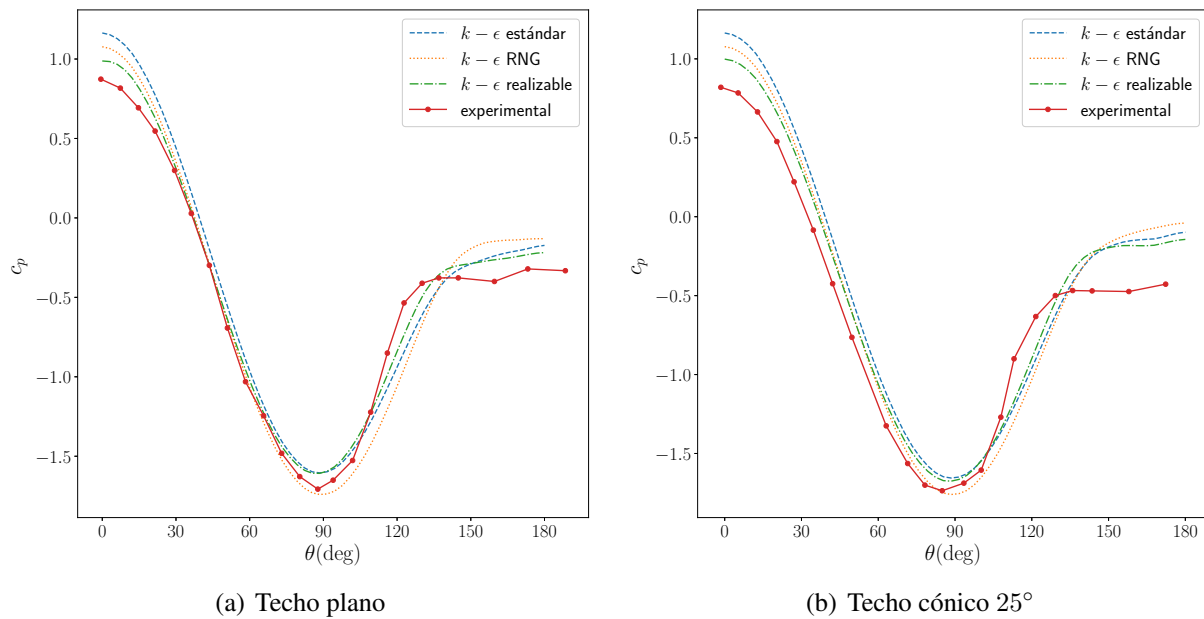 1.0
0.5
0.0
−0.5
−1.0
−1.5
c_p
0
30
60
90
120
150
180
θ(deg)
k − ϵ estándar
k − ϵ RNG
k − ϵ realizable
experimental
(a) Techo plano
1.0
0.5
0.0
−0.5
−1.0
−1.5
c_p
0
30
60
90
120
150
180
θ(deg)
k − ϵ estándar
k − ϵ RNG
k − ϵ realizable
experimental
(b) Techo cónico 25°